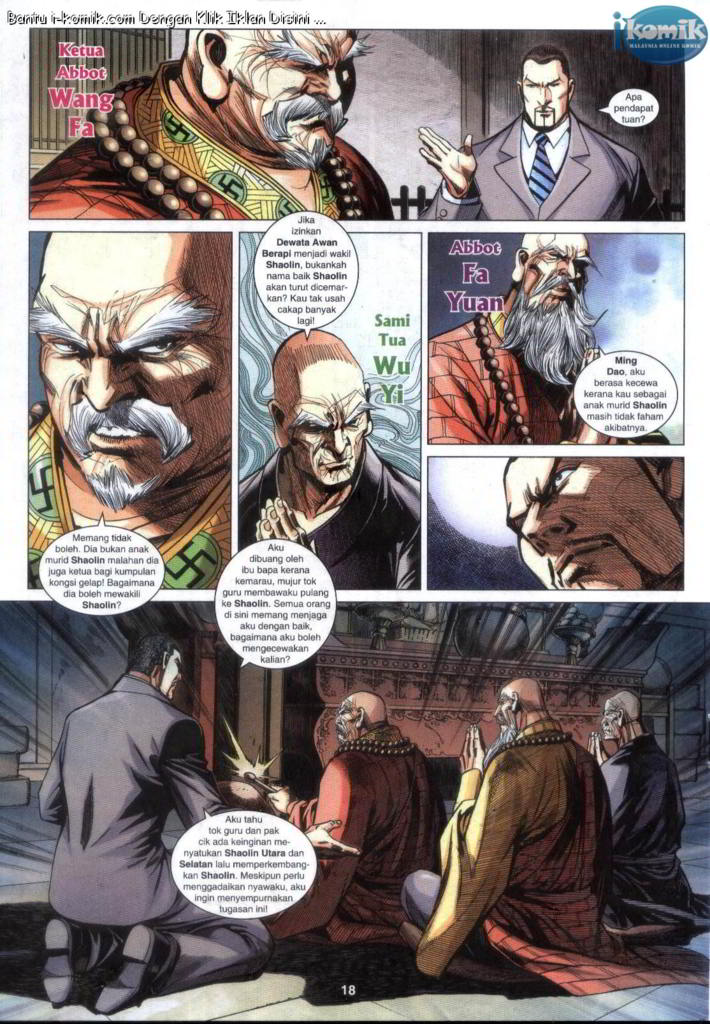 Bantu i-komik.com Dengan Klik Iklan Disini ...
ikomik
MALAYSIA ONLINE KOMIK
Ketua
Abbot
Wang
Fa
Apa
pendapat
tuan?
Memang tidak
boleh. Dia bukan anak
murid Shaolin malahan dia
juga ketua bagi kumpulan
kongsi gelap! Bagaimana
dia boleh mewakili
Shaolin?
Jika
izinkan
Dewata Awan
Berapi menjadi wakil
Shaolin, bukankah
nama baik Shaolin
akan turut dicemar-
kan? Kau tak usah
cakap banyak
lagi!
Sami
Tua
Wu
Yi
Abbot
Fa
Yuan
Ming
Dao, aku
berasa kecewa
kerana kau sebagai
anak murid Shaolin
masih tidak faham
akibatnya.
Aku
dibuang oleh
ibu bapa kerana
kemarau, mujur tok
guru membawaku pulang
ke Shaolin. Semua orang
di sini memang menjaga
aku dengan baik,
bagaimana aku boleh
mengecewakan
kalian?
Aku tahu
tok guru dan pak
cik ada keinginan me-
nyatukan Shaolin Utara dan
Selatan lalu memperkembang-
kan Shaolin. Meskipun perlu
menggadaikan nyawaku, aku
ingin menyempurnakan
tugasan ini!
18